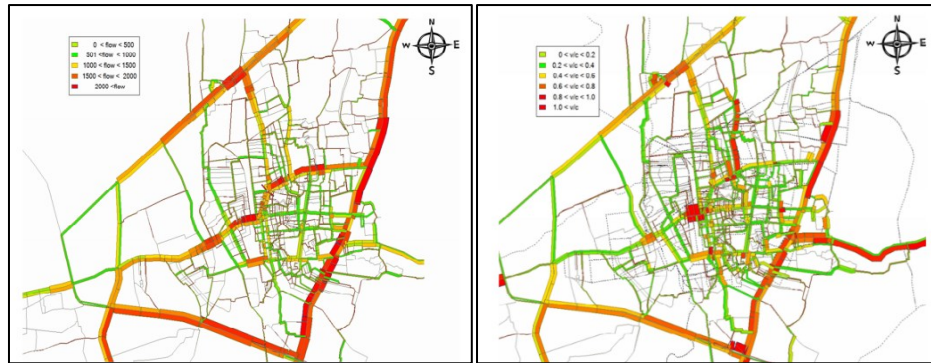 N
W E
S
0 < flow < 500
501 < flow < 1000
1000 < flow < 1500
1500 < flow < 2000
2000 <flow
N
W E
S
0 < v/c < 0.2
0.2 < v/c < 0.4
0.4 < v/c < 0.6
0.6 < v/c < 0.8
0.8 < v/c < 1.0
1.0 < v/c